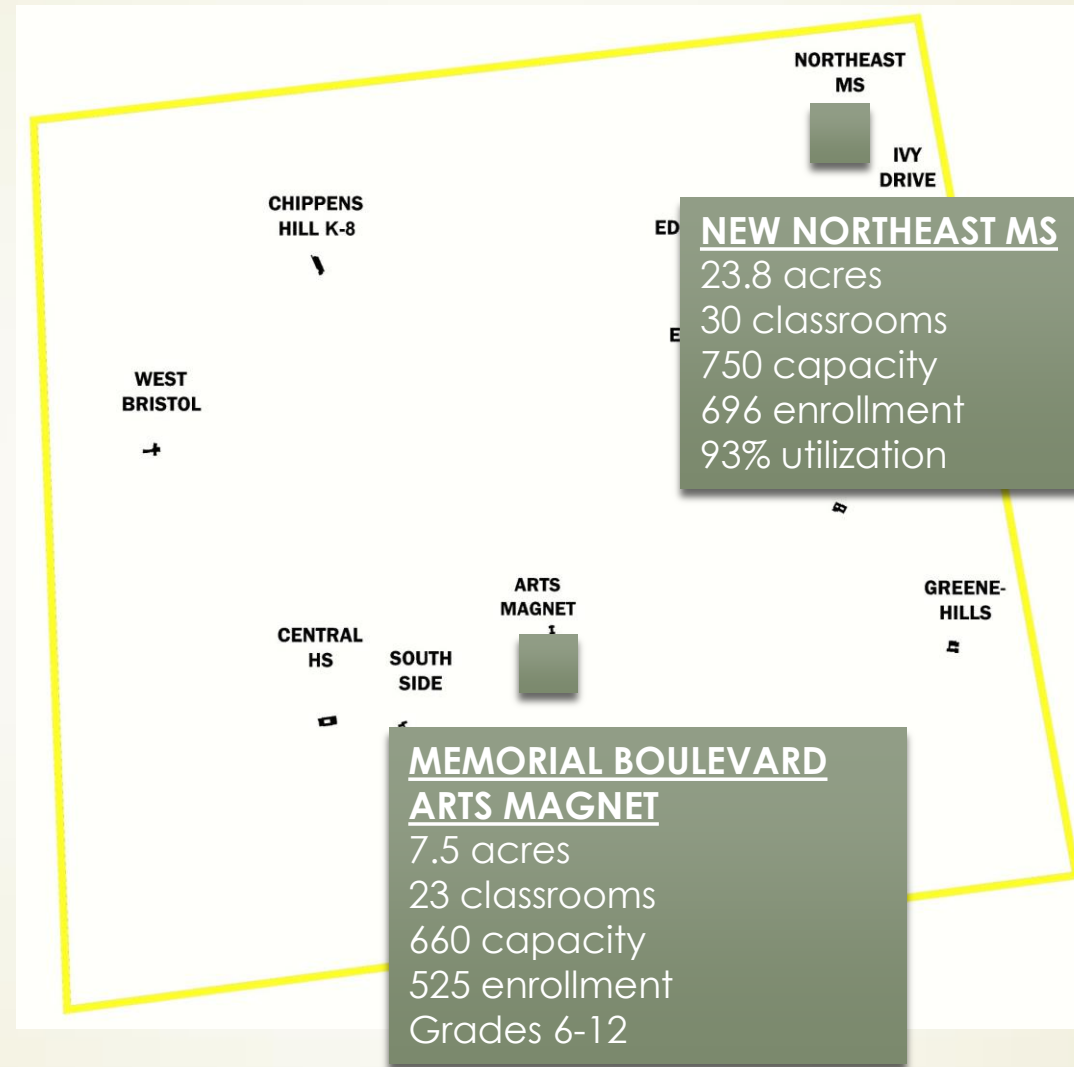 NORTHEAST
MS
IVY
DRIVE
CHIPPENS
HILL K-8
ED
NEW NORTHEAST MS
23.8 acres
30 classrooms
750 capacity
696 enrollment
93% utilization
E
WEST
BRISTOL
ARTS
MAGNET
GREENE-
HILLS
CENTRAL
HS
SOUTH
SIDE
MEMORIAL BOULEVARD
ARTS MAGNET
7.5 acres
23 classrooms
660 capacity
525 enrollment
Grades 6-12